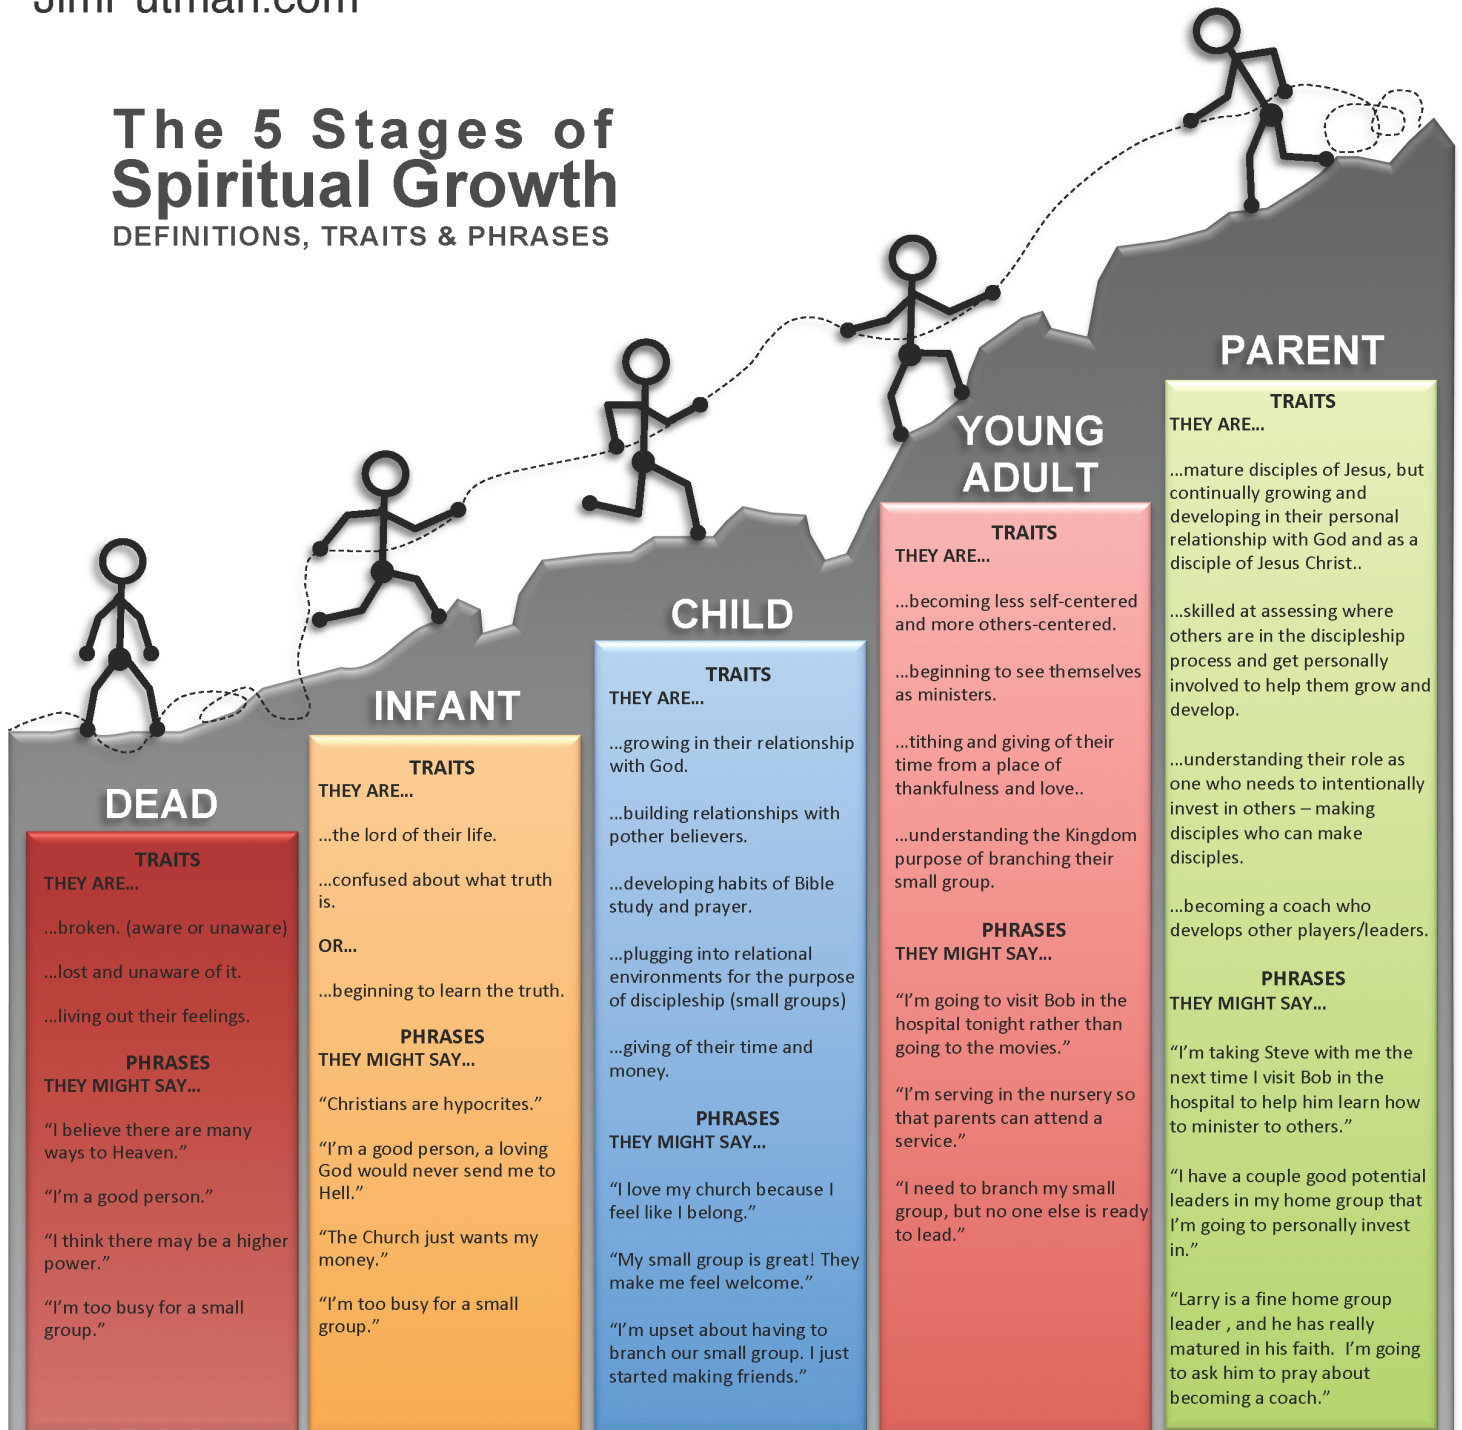 JimPutman.com
The 5 Stages of
Spiritual Growth
DEFINITIONS, TRAITS & PHRASES
DEAD
TRAITS
THEY ARE...
...broken. (aware or unaware)
...lost and unaware of it.
...living out their feelings.
PHRASES
THEY MIGHT SAY...
“I believe there are many
ways to Heaven.”
“I’m a good person.”
“I think there may be a higher
power.”
“I’m too busy for a small
group.”
INFANT
TRAITS
THEY ARE...
...the lord of their life.
...confused about what truth
is.
OR...
...beginning to learn the truth.
PHRASES
THEY MIGHT SAY...
“Christians are hypocrites.”
“I’m a good person, a loving
God would never send me to
Hell.”
“The Church just wants my
money.”
“I’m too busy for a small
group.”
CHILD
TRAITS
THEY ARE...
...growing in their relationship
with God.
...building relationships with
pother believers.
...developing habits of Bible
study and prayer.
...plugging into relational
environments for the purpose
of discipleship (small groups)
...giving of their time and
money.
PHRASES
THEY MIGHT SAY...
“I love my church because I
feel like I belong.”
“My small group is great! They
make me feel welcome.”
“I’m upset about having to
branch our small group. I just
started making friends.”
YOUNG
ADULT
TRAITS
THEY ARE...
...becoming less self-centered
and more others-centered.
...beginning to see themselves
as ministers.
...tithing and giving of their
time from a place of
thankfulness and love..
...understanding the Kingdom
purpose of branching their
small group.
PHRASES
THEY MIGHT SAY...
“I’m going to visit Bob in the
hospital tonight rather than
going to the movies.”
“I’m serving in the nursery so
that parents can attend a
service.”
“I need to branch my small
group, but no one else is ready
to lead.”
PARENT
TRAITS
THEY ARE...
...mature disciples of Jesus, but
continually growing and
developing in their personal
relationship with God and as a
disciple of Jesus Christ..
...skilled at assessing where
others are in the discipleship
process and get personally
involved to help them grow and
develop.
...understanding their role as
one who needs to intentionally
invest in others – making
disciples who can make
disciples.
...becoming a coach who
develops other players/leaders.
PHRASES
THEY MIGHT SAY...
“I’m taking Steve with me the
next time I visit Bob in the
hospital to help him learn how
to minister to others.”
“I have a couple good potential
leaders in my home group that
I’m going to personally invest
in.”
“Larry is a fine home group
leader , and he has really
matured in his faith.  I’m going
to ask him to pray about
becoming a coach.”